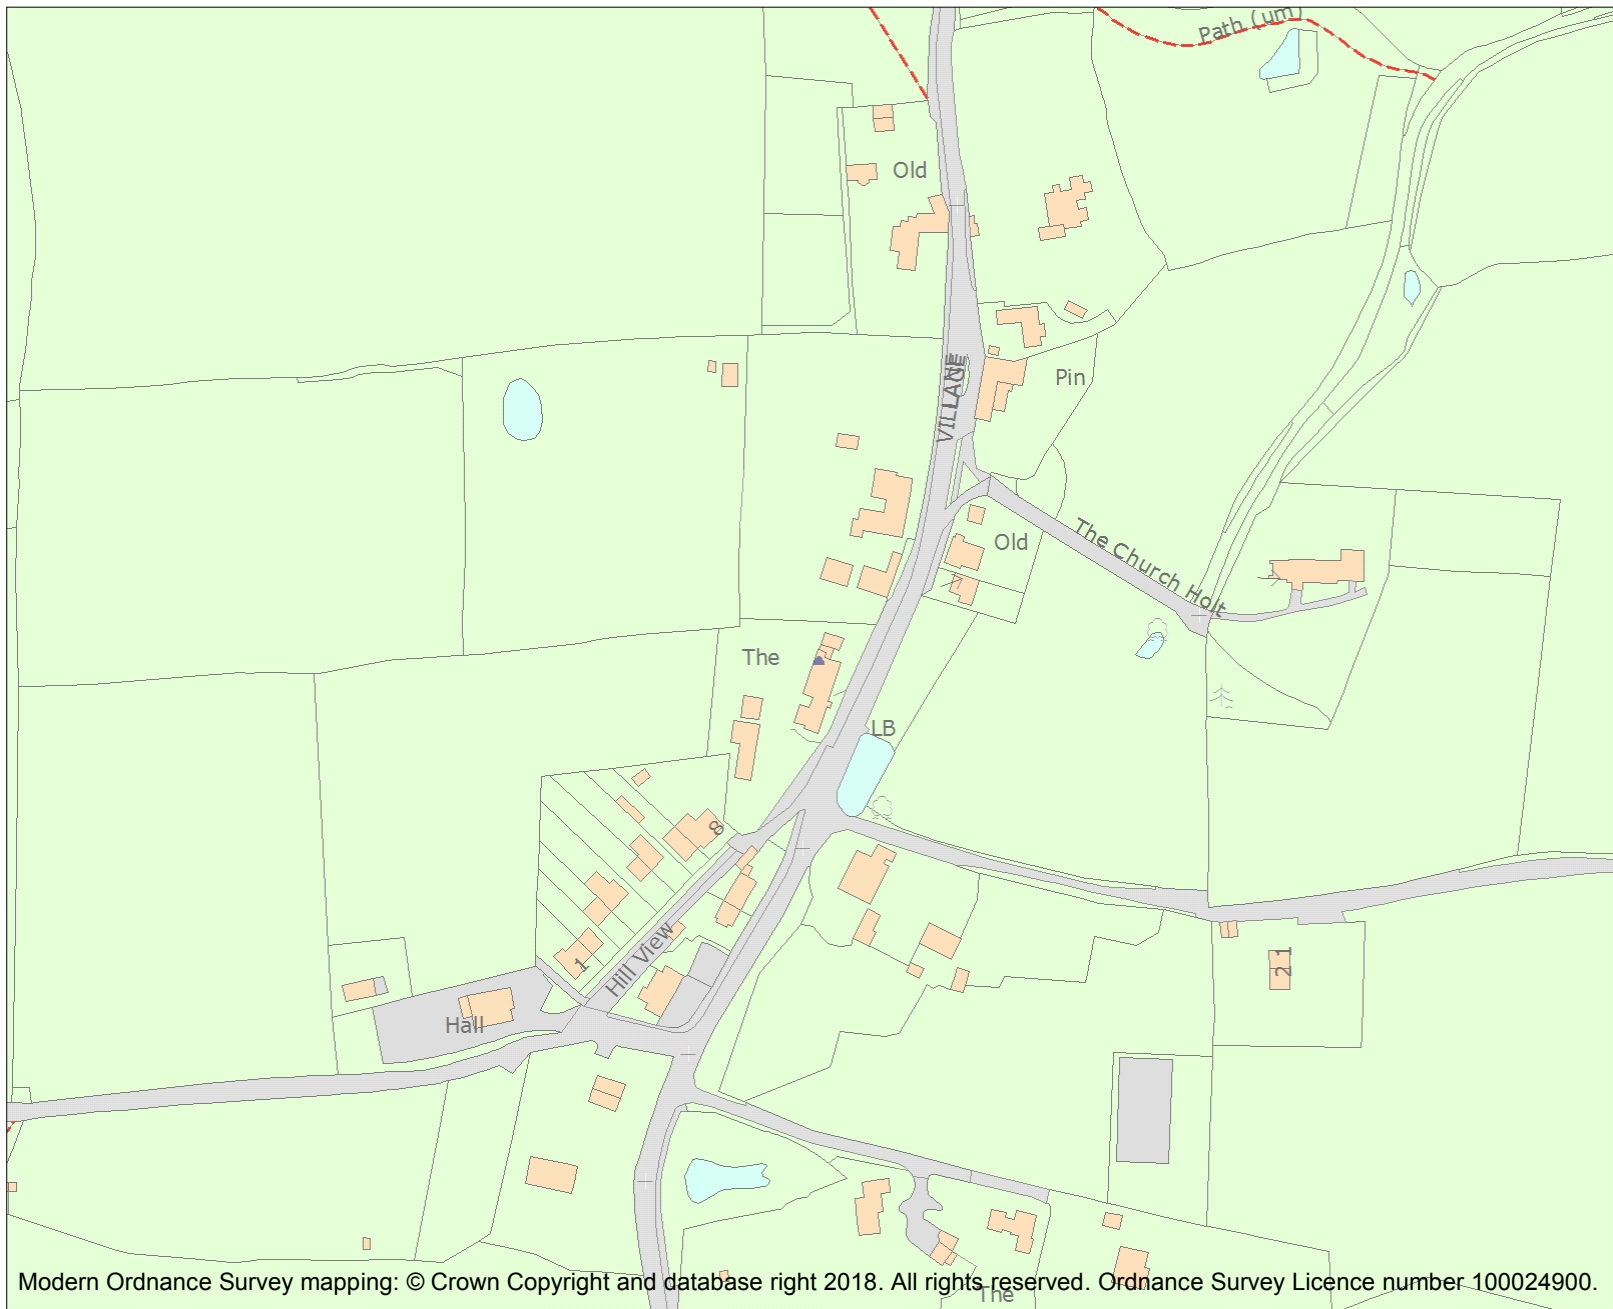 Path (um)
Old
VILLAGE
LANE
Pin
Old
The Church Holt
The
LB
8
1
Hill View
Hall
2 1
The
Modern Ordnance Survey mapping: © Crown Copyright and database right 2018. All rights reserved. Ordnance Survey Licence number 100024900.